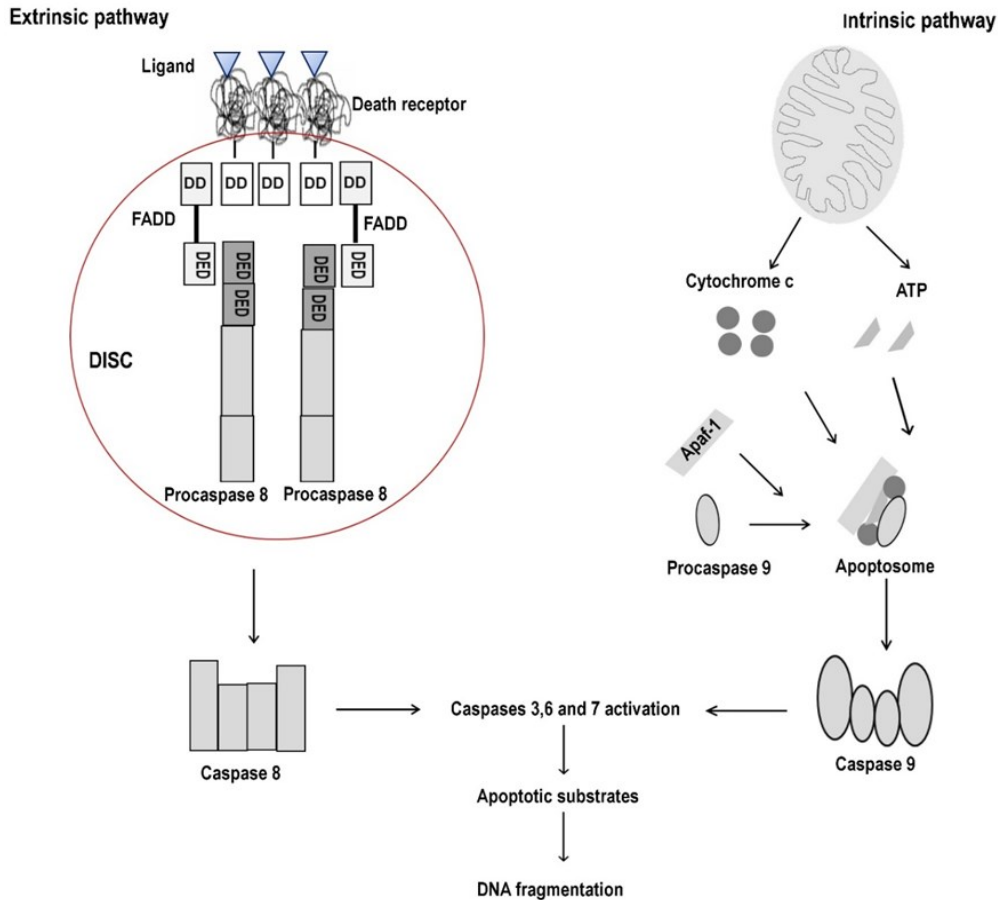 Extrinsic pathway
Intrinsic pathway
Ligand
Death receptor
DD DD DD DD DD
FADD FADD
DED DED DED DED
DED DED
DISC
Procaspase 8 Procaspase 8
Cytochrome c
ATP
Apaf-1
Procaspase 9
Apoptosome
Caspase 8
Caspases 3,6 and 7 activation
Caspase 9
Apoptotic substrates
DNA fragmentation